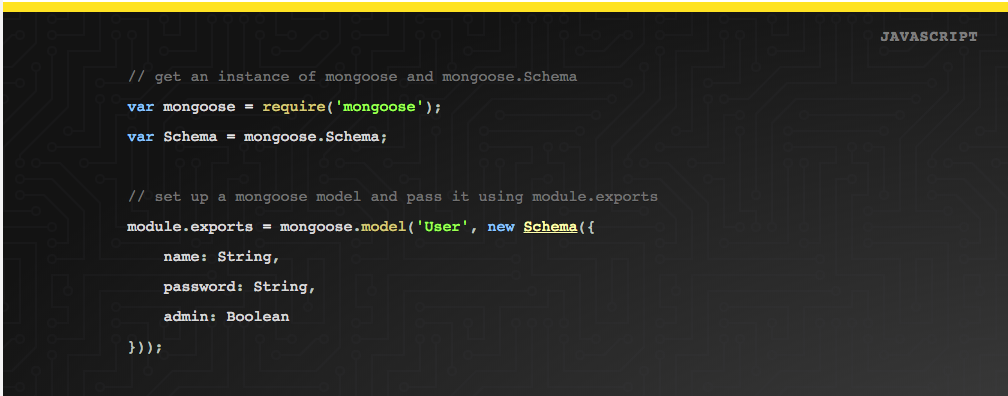 JAVASCRIPT
// get an instance of mongoose and mongoose.Schema
var mongoose = require('mongoose');
var Schema = mongoose.Schema;
// set up a mongoose model and pass it using module.exports
module.exports = mongoose.model('User', new Schema({
    name: String,
    password: String,
    admin: Boolean
}));